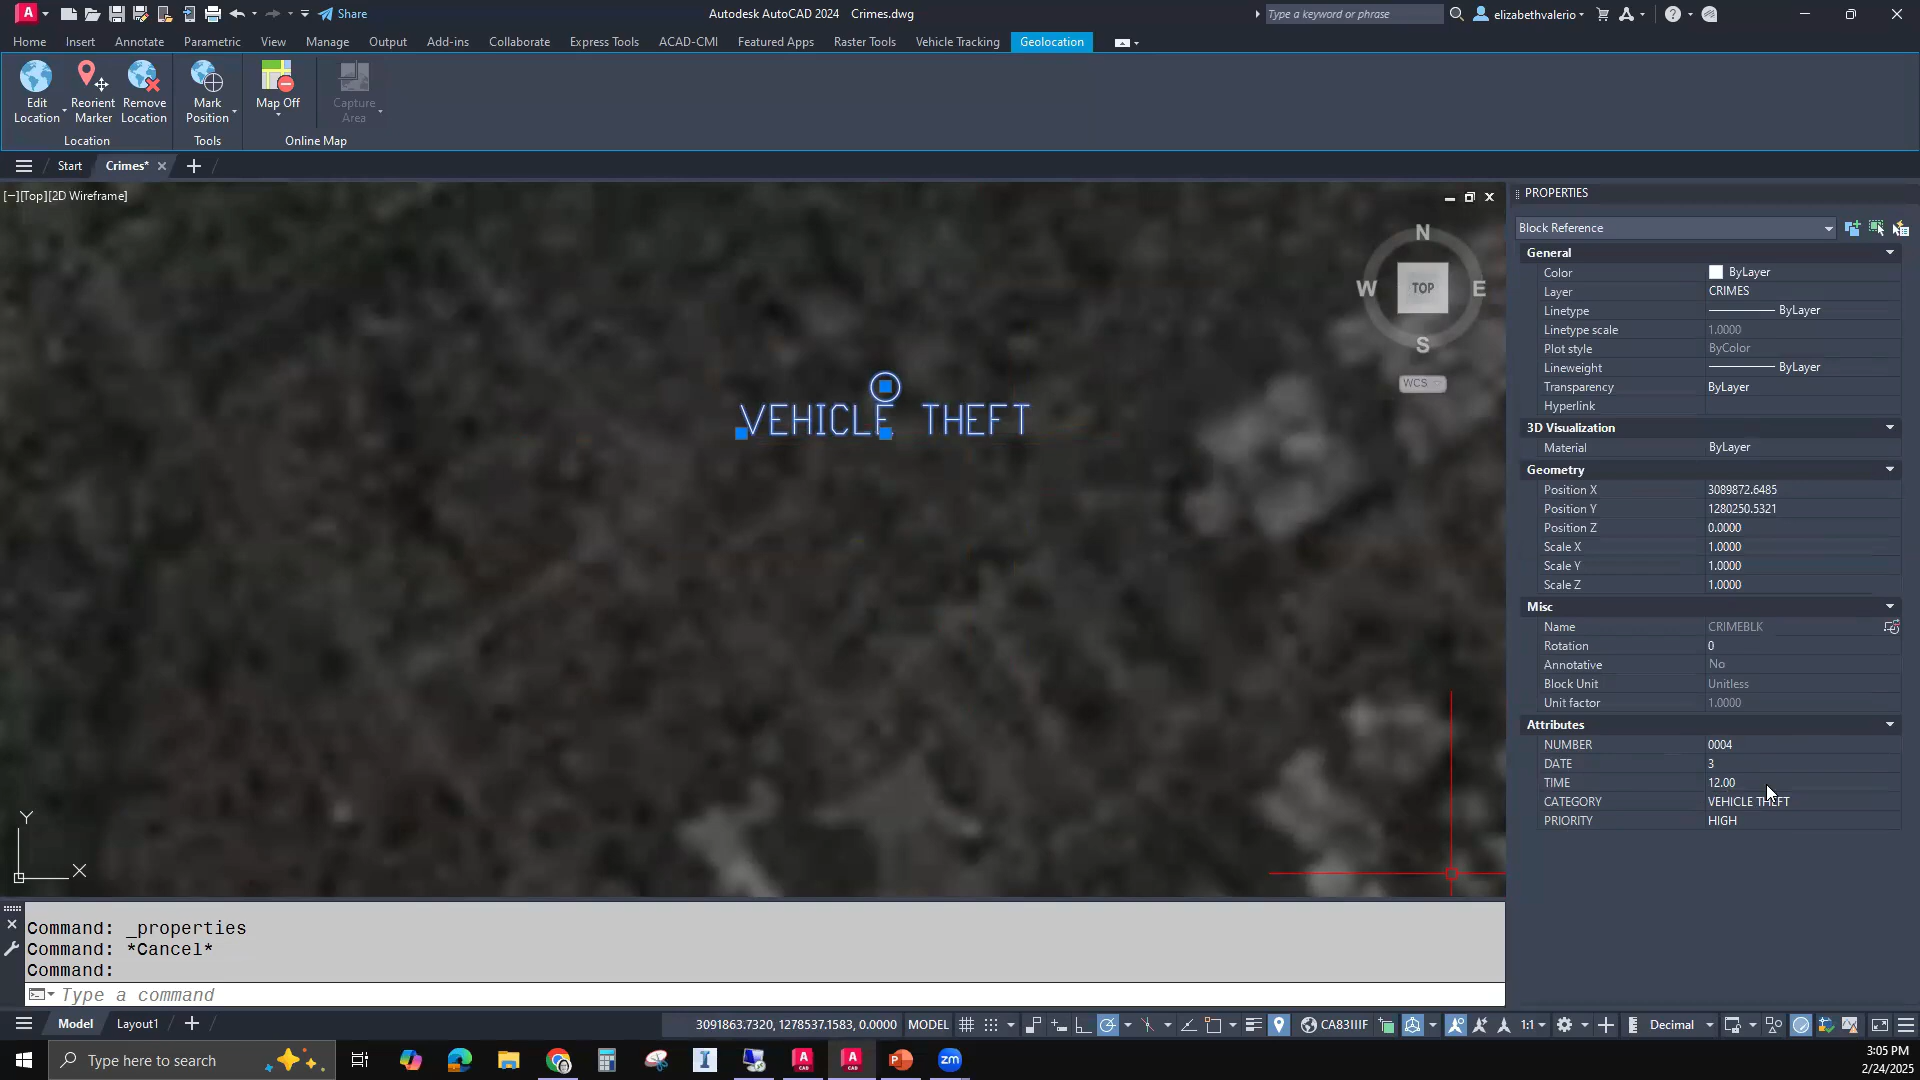 Share
Autodesk AutoCAD 2024 Crimes.dwg
Type a keyword or phrase
elizabethvalerio
Home Insert Annotate Parametric View Manage Output Add-ins Collaborate Express Tools ACAD-CMI Featured Apps Raster Tools Vehicle Tracking Geolocation
Edit Location
Reorient Marker
Remove Location
Mark Position
Map Off
Capture Area
Location Tools Online Map
Start Crimes*
[−][Top][2D Wireframe]
N
W TOP E
S
WCS
VEHICLE THEFT
Y
X
PROPERTIES
Block Reference
General
Color ByLayer
Layer CRIMES
Linetype ByLayer
Linetype scale 1.0000
Plot style ByColor
Lineweight ByLayer
Transparency ByLayer
Hyperlink
3D Visualization
Material ByLayer
Geometry
Position X 3089872.6485
Position Y 1280250.5321
Position Z 0.0000
Scale X 1.0000
Scale Y 1.0000
Scale Z 1.0000
Misc
Name CRIMEBLK
Rotation 0
Annotative No
Block Unit Unitless
Unit factor 1.0000
Attributes
NUMBER 0004
DATE 3
TIME 12.00
CATEGORY VEHICLE THEFT
PRIORITY HIGH
Command: _properties
Command: *Cancel*
Command:
Type a command
Model Layout1
3091863.7320, 1278537.1583, 0.0000 MODEL CA83IIIF 1:1 Decimal
Type here to search
3:05 PM
2/24/2025